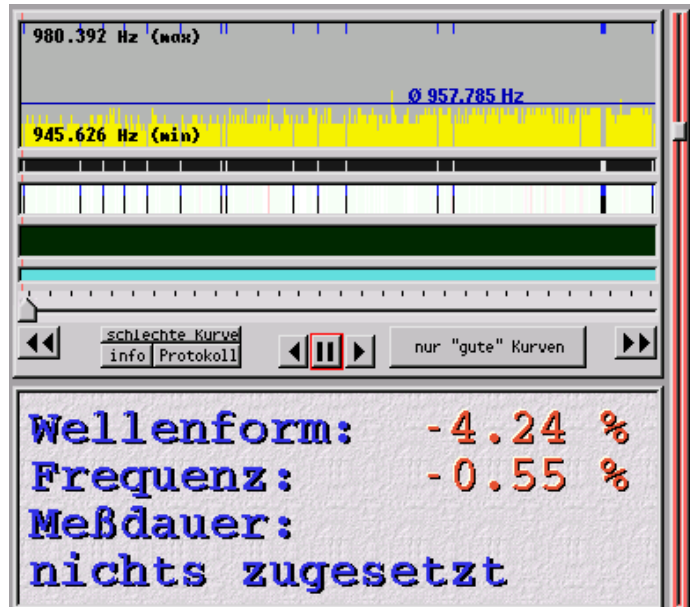 980.392 Hz (max)
Ø 957.785 Hz
945.626 Hz (min)
schlechte Kurve
info Protokoll
nur "gute" Kurven
Wellenform: -4.24 %
Frequenz: -0.55 %
Meßdauer:
nichts zugesetzt